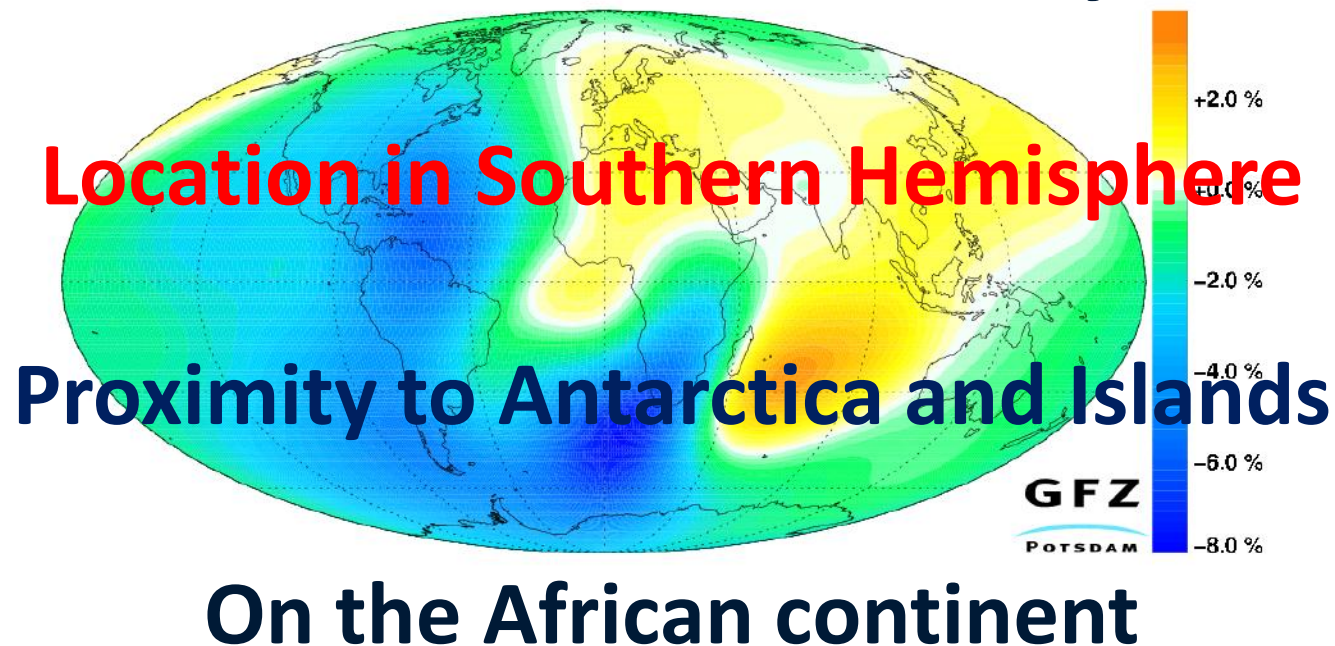 +2.0 %
Location in Southern Hemisphere
+0.0 %
−2.0 %
Proximity to Antarctica and Islands
−4.0 %
−6.0 %
GFZ
POTSDAM
−8.0 %
On the African continent